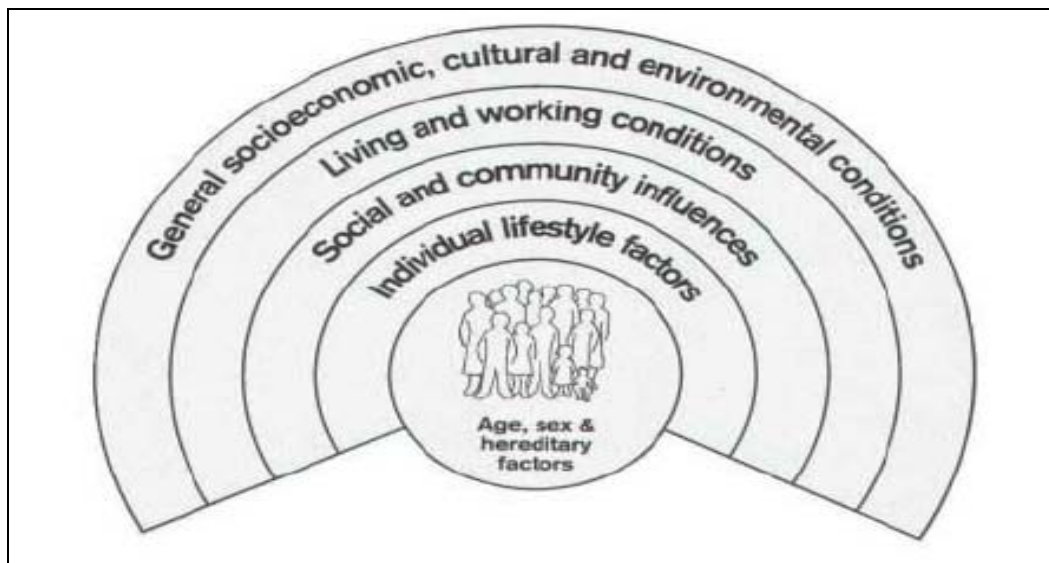 General socioeconomic, cultural and environmental conditions
Living and working conditions
Social and community influences
Individual lifestyle factors
Age, sex &
hereditary
factors